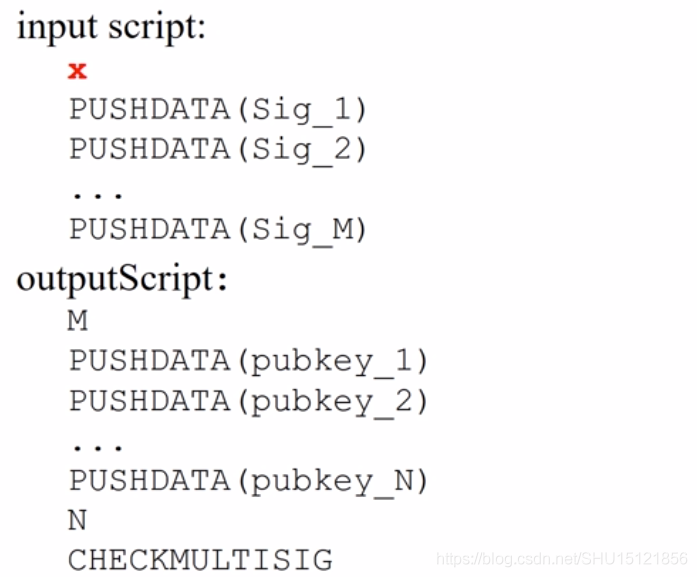 input script:
x
PUSHDATA(Sig_1)
PUSHDATA(Sig_2)
...
PUSHDATA(Sig_M)
outputScript:
M
PUSHDATA(pubkey_1)
PUSHDATA(pubkey_2)
...
PUSHDATA(pubkey_N)
N
CHECKMULTISIG
https://blog.csdn.net/SHU15121856